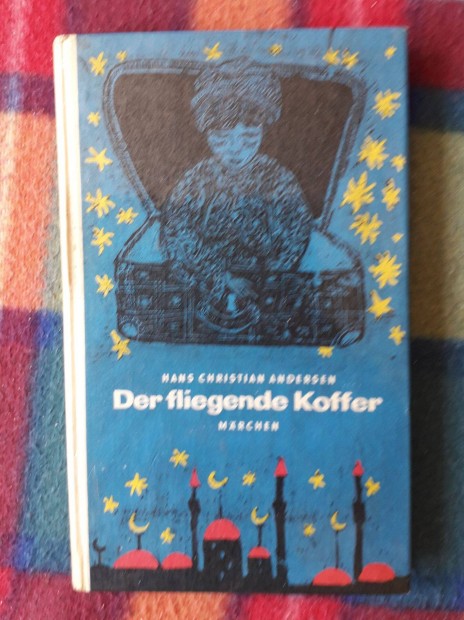 HANS CHRISTIAN ANDERSEN
Der fliegende Koffer
MÄRCHEN